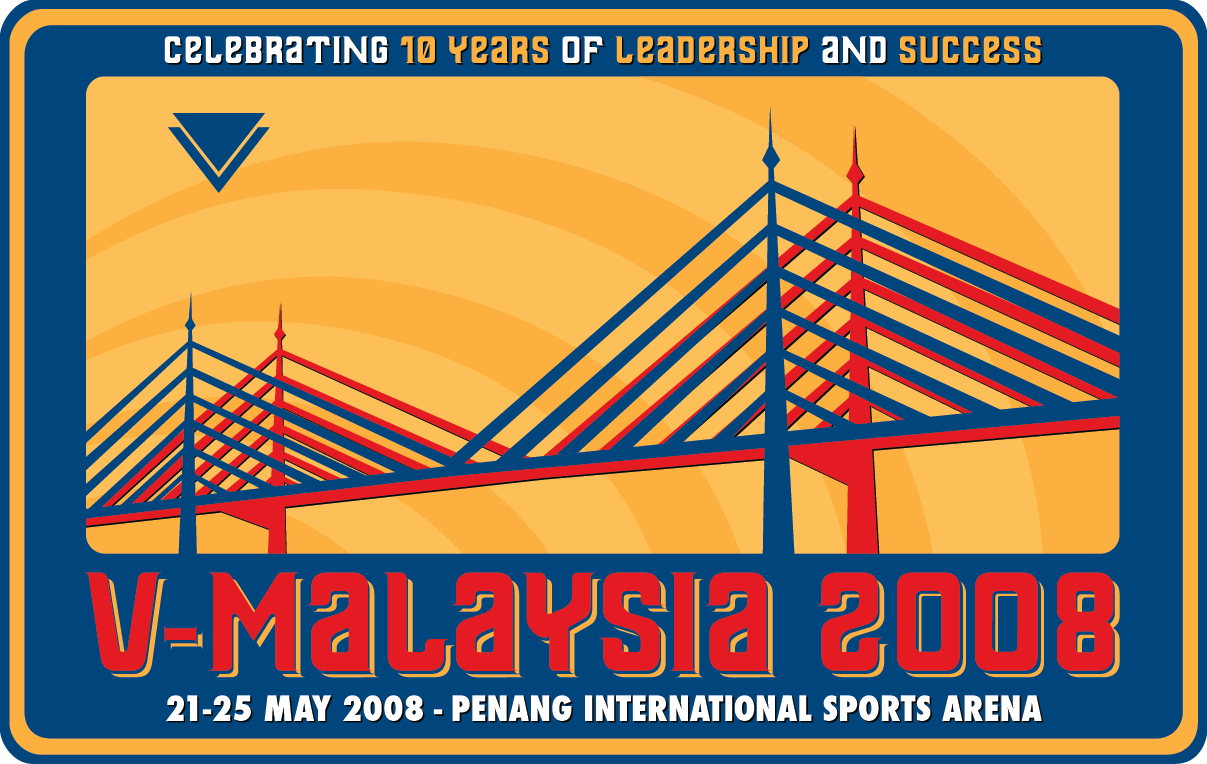 CeLeBRaTING 10 YeaRS OF LeaDeRSHIP aND SUCCESS
V-MaLaYSIa 2008
21-25 MAY 2008 - PENANG INTERNATIONAL SPORTS ARENA